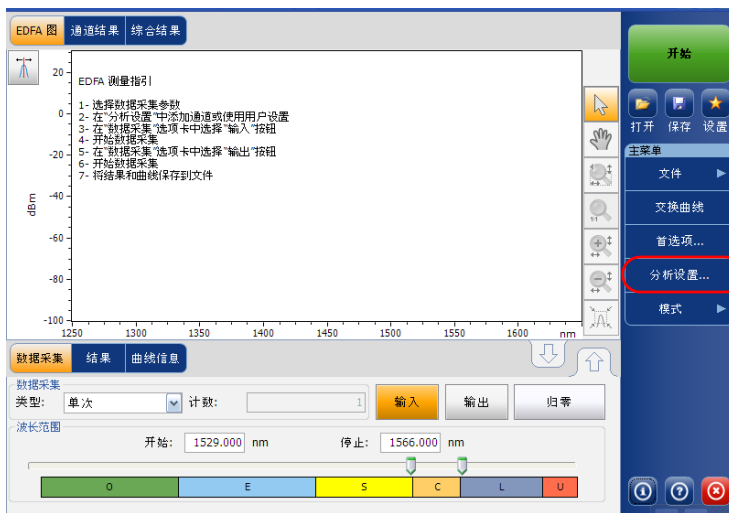 EDFA 图 通道结果 综合结果
开始
打开 保存 设置
主菜单
文件
交换曲线
首选项...
分析设置...
模式
EDFA 测量指引
1- 选择数据采集参数
2- 在"分析设置"中添加通道或使用用户设置
3- 在"数据采集"选项卡中选择"输入"按钮
4- 开始数据采集
5- 在"数据采集"选项卡中选择"输出"按钮
6- 开始数据采集
7- 将结果和曲线保存到文件
dBm
20
0
-20
-40
-60
-80
-100
1250 1300 1350 1400 1450 1500 1550 1600 nm
1:1
数据采集 结果 曲线信息
数据采集
类型: 单次 计数: 1 输入 输出 归零
波长范围
开始: 1529.000 nm 停止: 1566.000 nm
O E S C L U